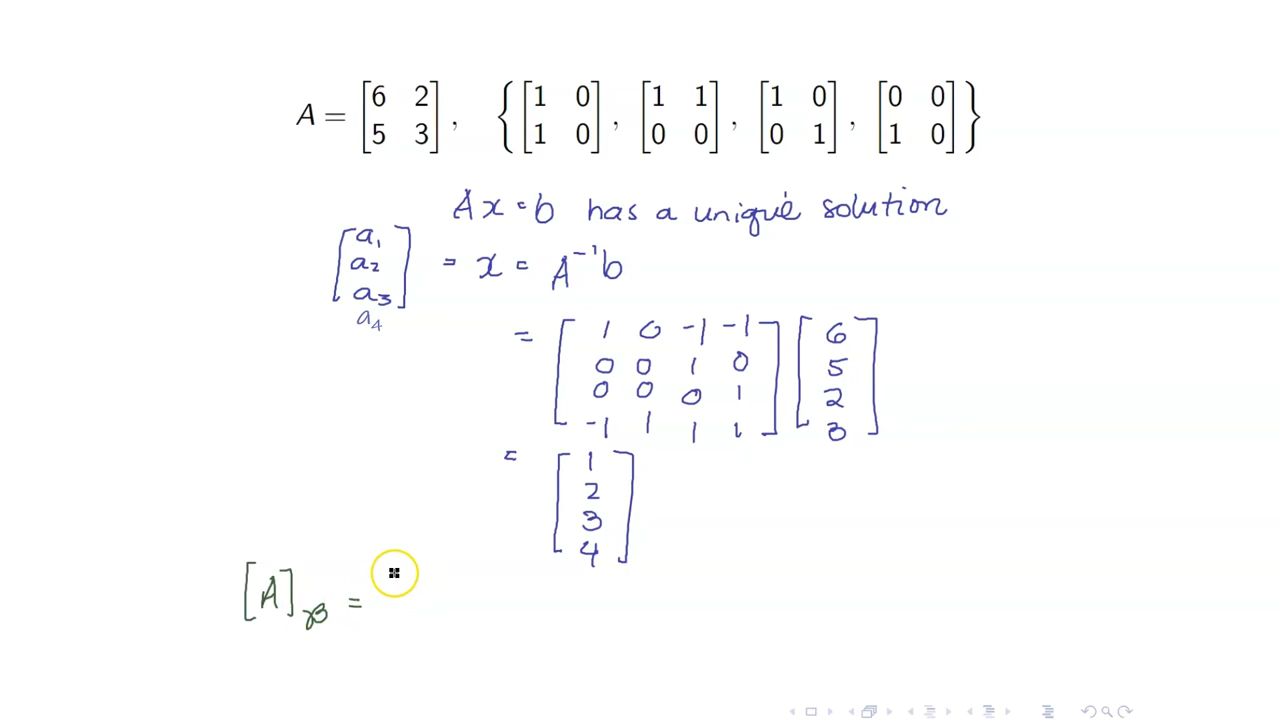 A = [6 2; 5 3], { [1 0; 1 0], [1 1; 0 0], [1 0; 0 1], [0 0; 1 0] }
Ax = b has a unique solution
[a₁ a₂ a₃ a₄] = x = A⁻¹b
= [1 0 -1 -1; 0 0 1 0; 0 0 0 1; -1 1 1 1] [6; 5; 2; 3]
= [1; 2; 3; 4]
[A]_β =